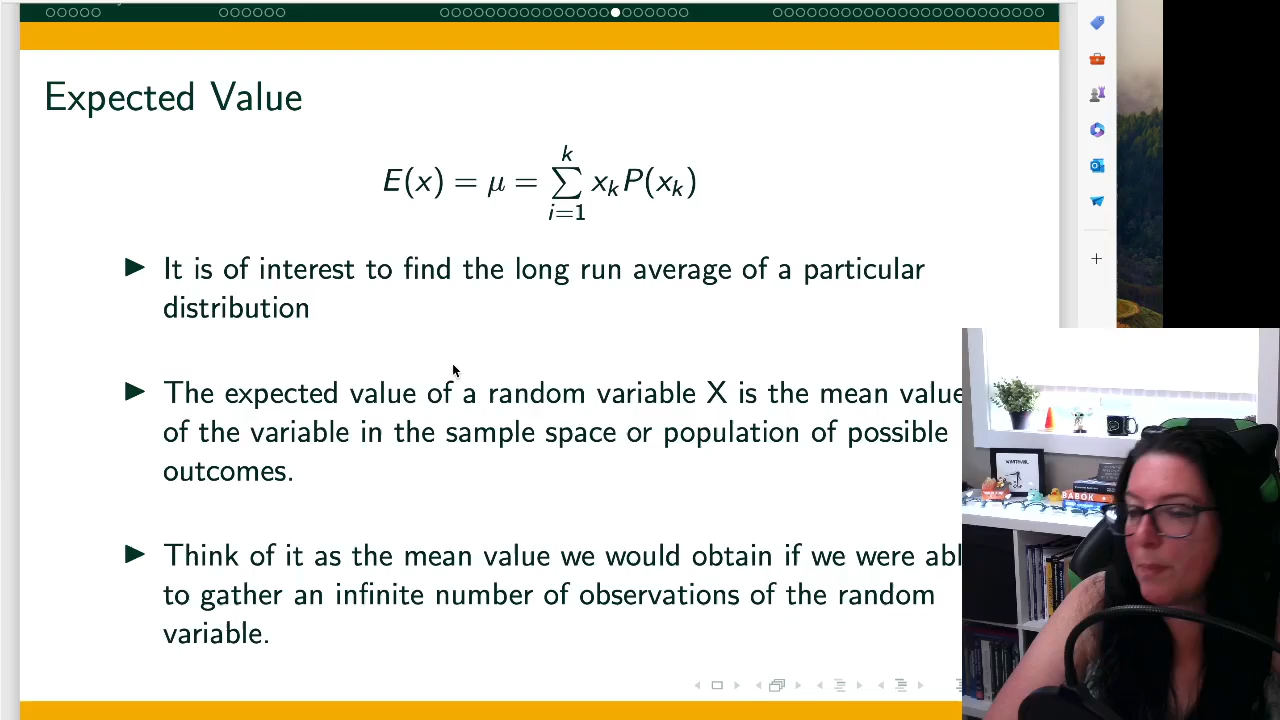 Expected Value
E(x) = μ = ∑_{i=1}^{k} x_k P(x_k)
▶ It is of interest to find the long run average of a particular
distribution
▶ The expected value of a random variable X is the mean value
of the variable in the sample space or population of possible
outcomes.
▶ Think of it as the mean value we would obtain if we were abl
to gather an infinite number of observations of the random
variable.
BABOK